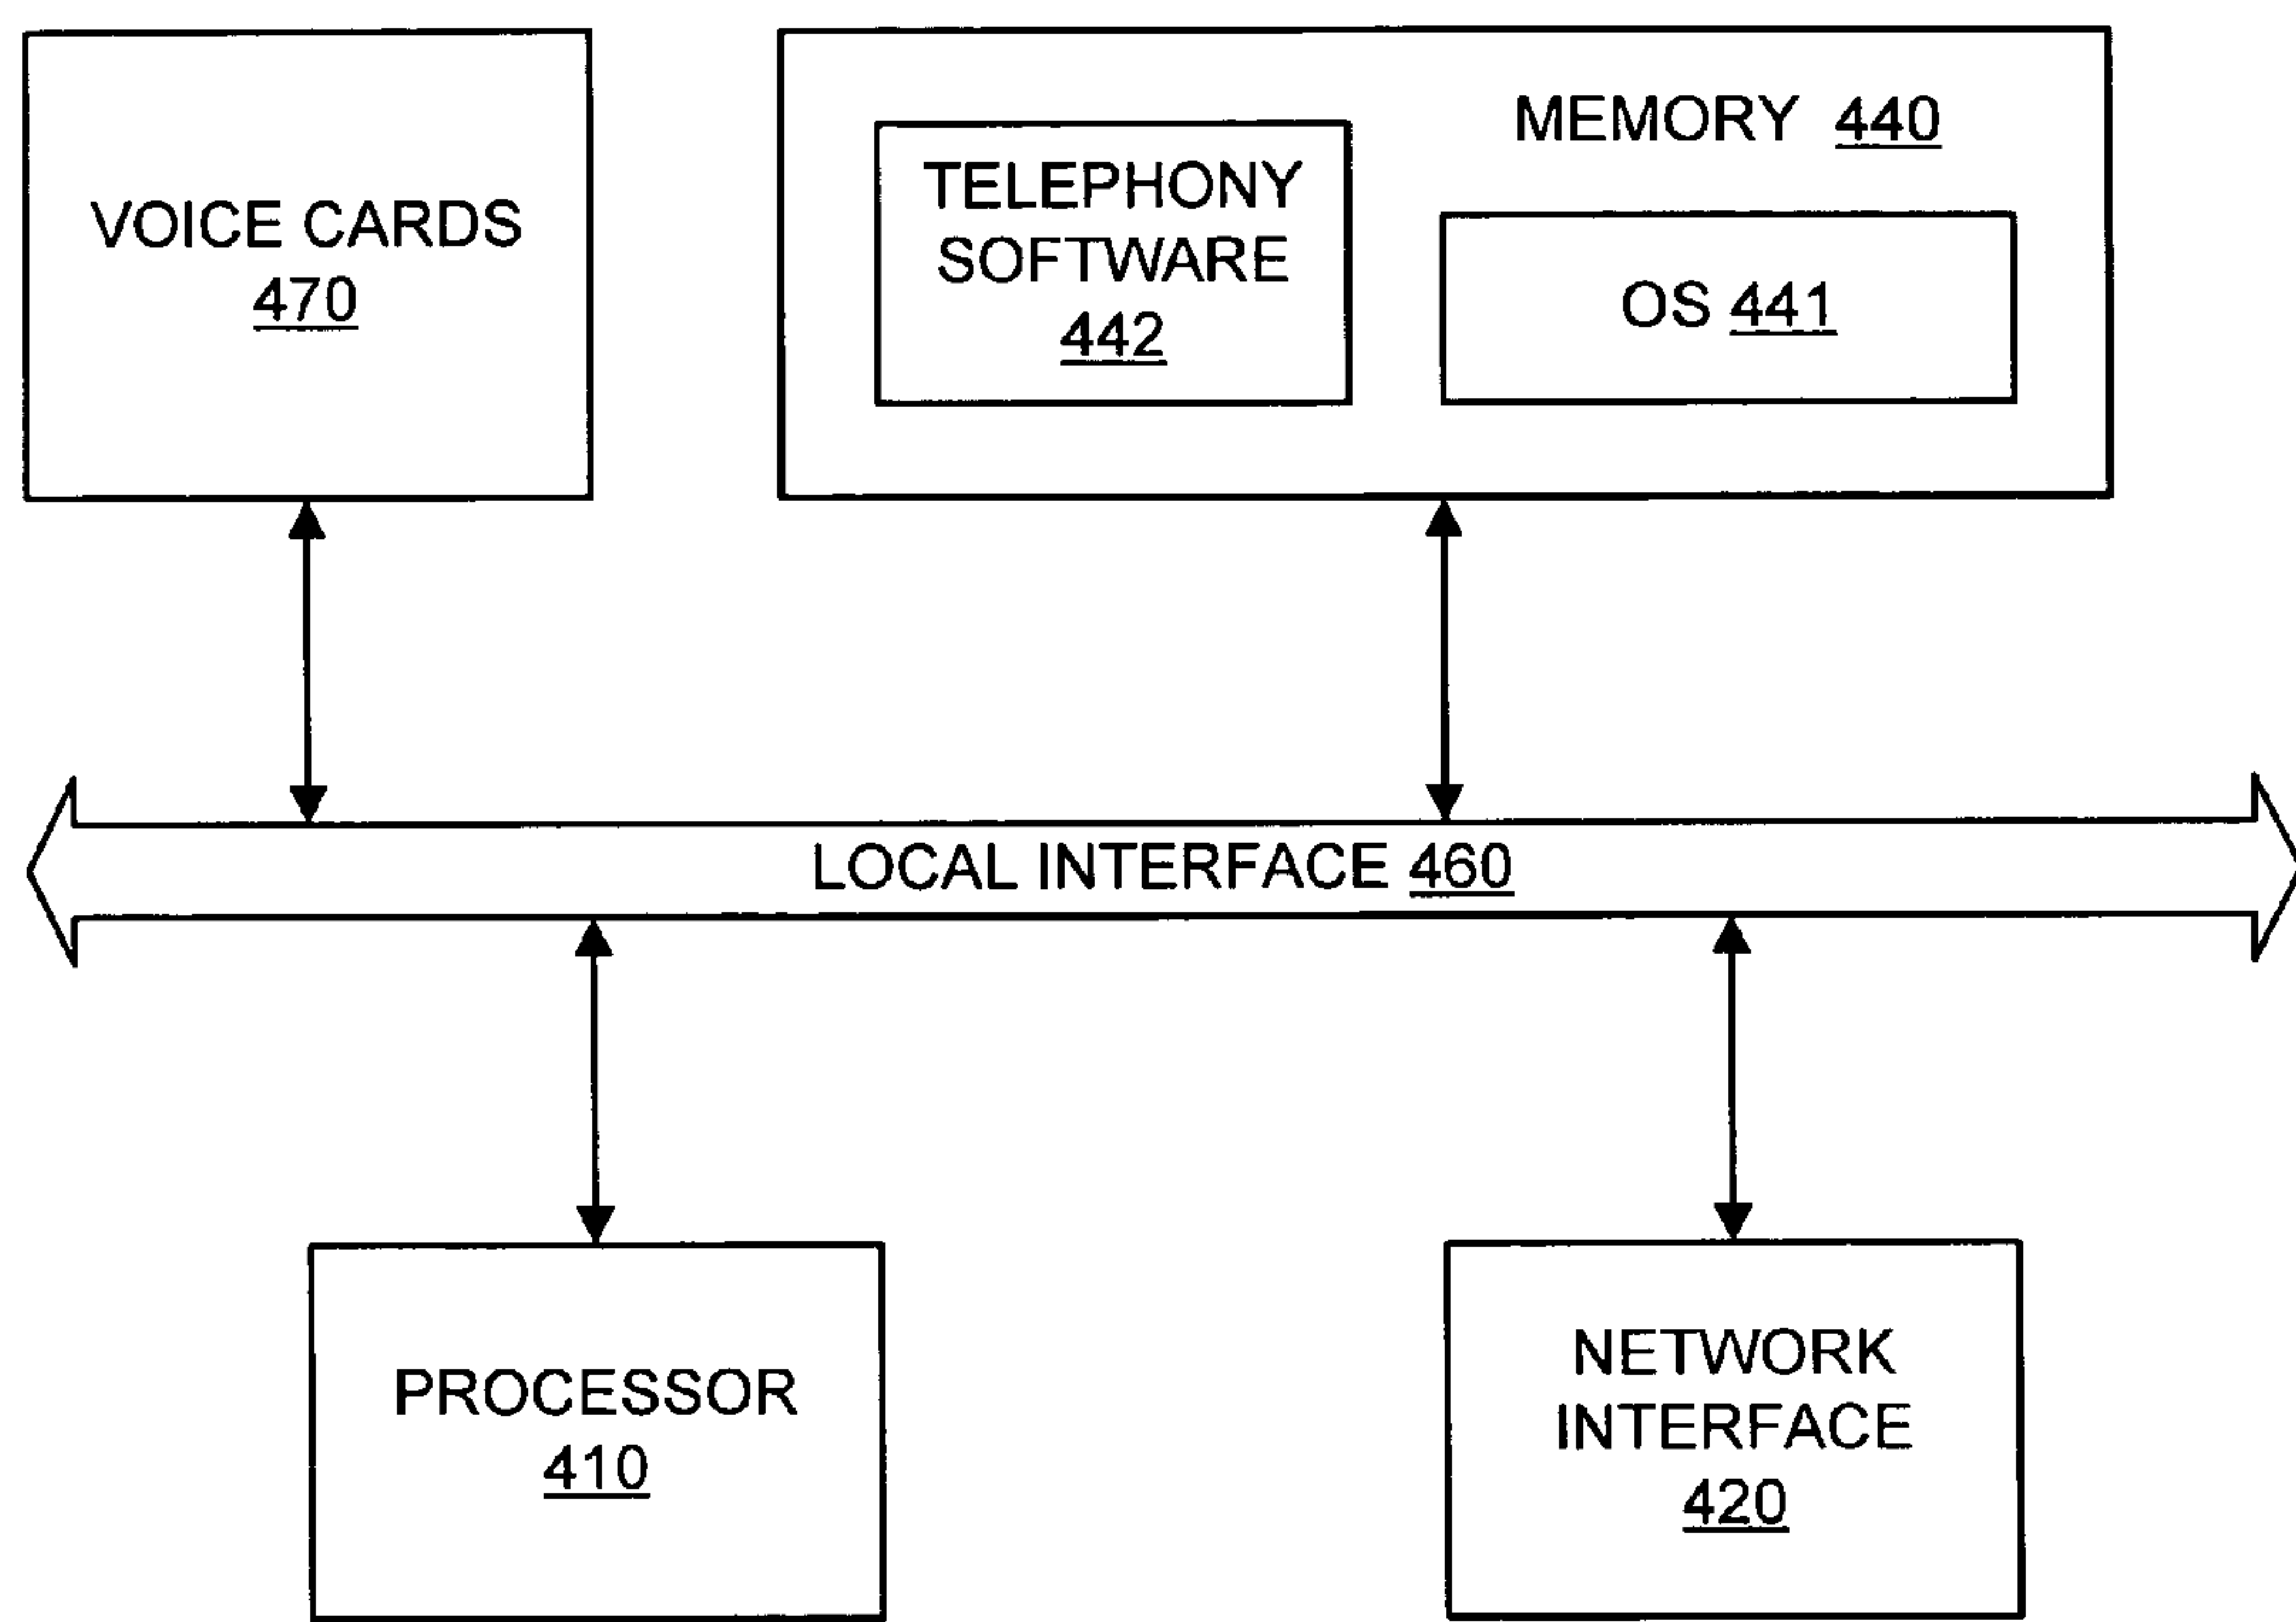 VOICE CARDS
470
MEMORY 440
TELEPHONY
SOFTWARE
442
OS 441
LOCAL INTERFACE 460
PROCESSOR
410
NETWORK
INTERFACE
420